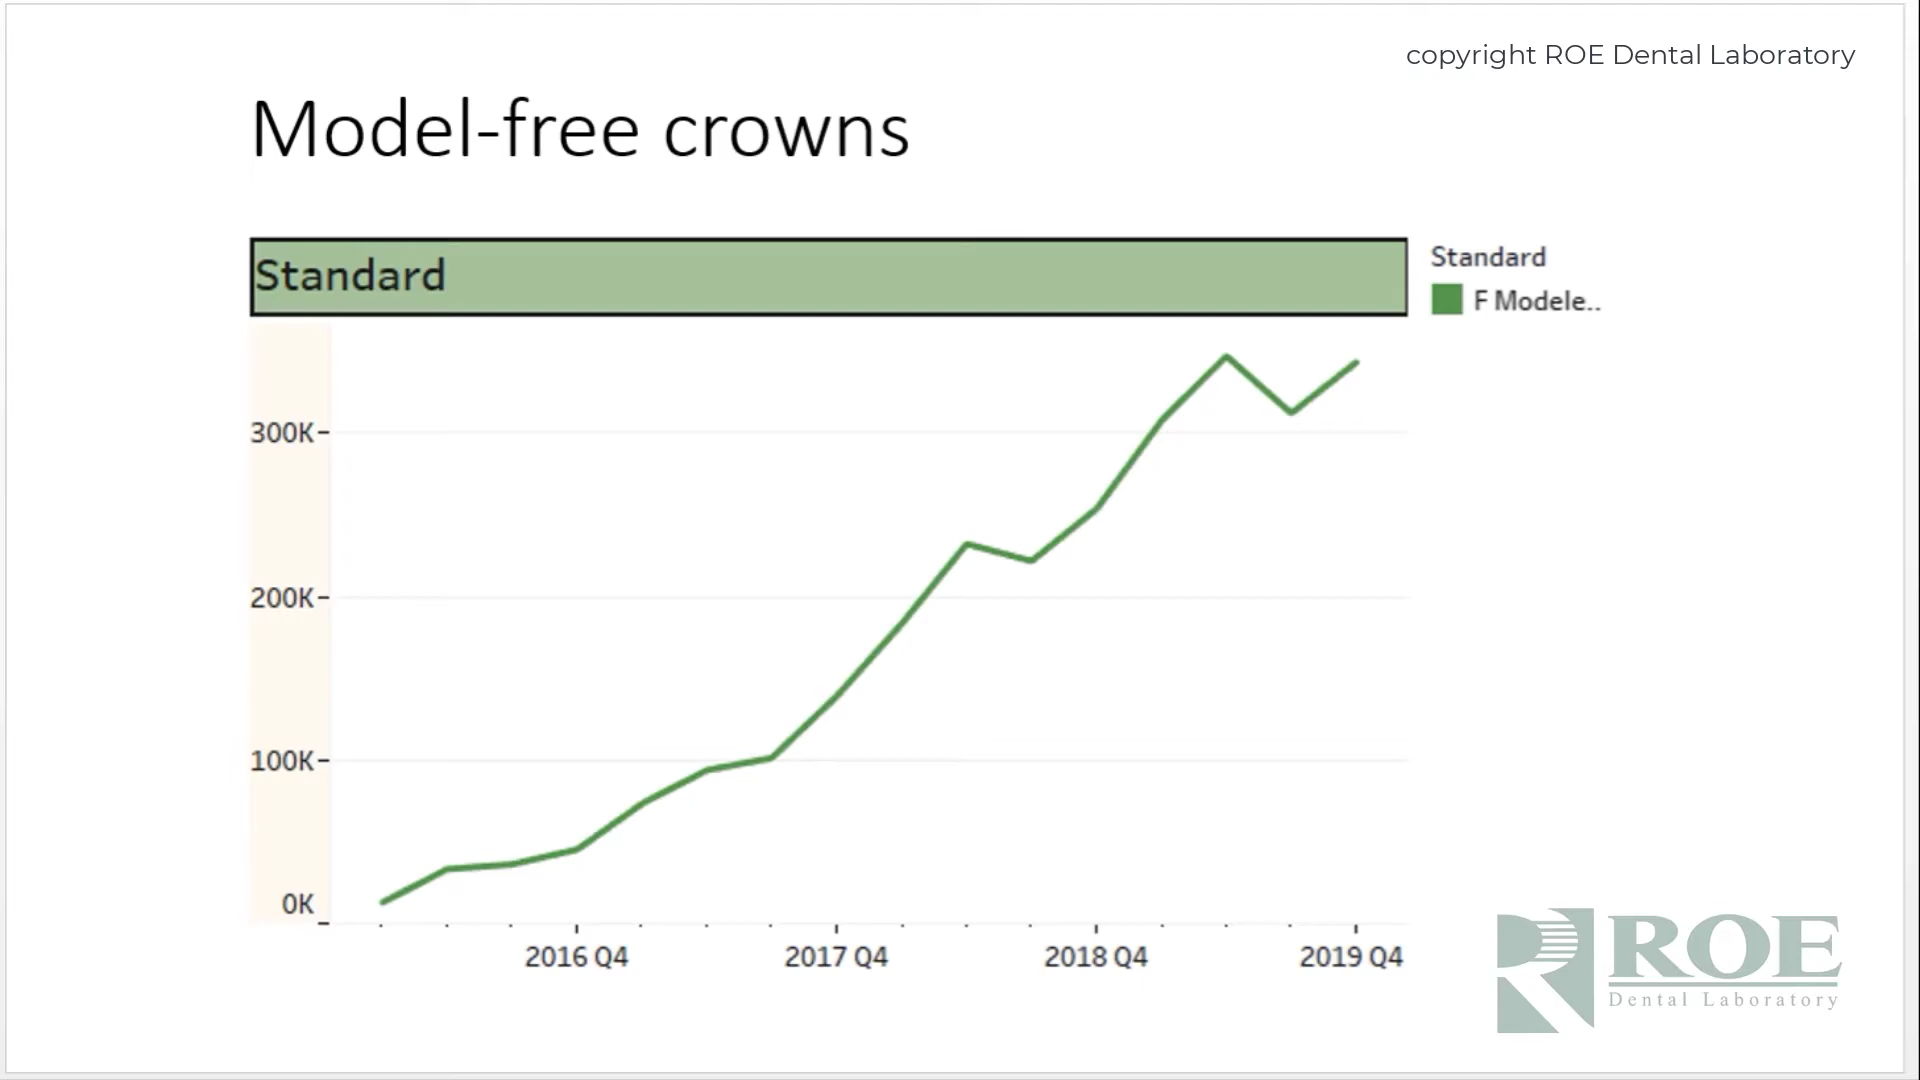 copyright ROE Dental Laboratory
Model-free crowns
Standard
Standard
F Modele..
300K
200K
100K
0K
2016 Q4 2017 Q4 2018 Q4 2019 Q4
ROE
Dental Laboratory